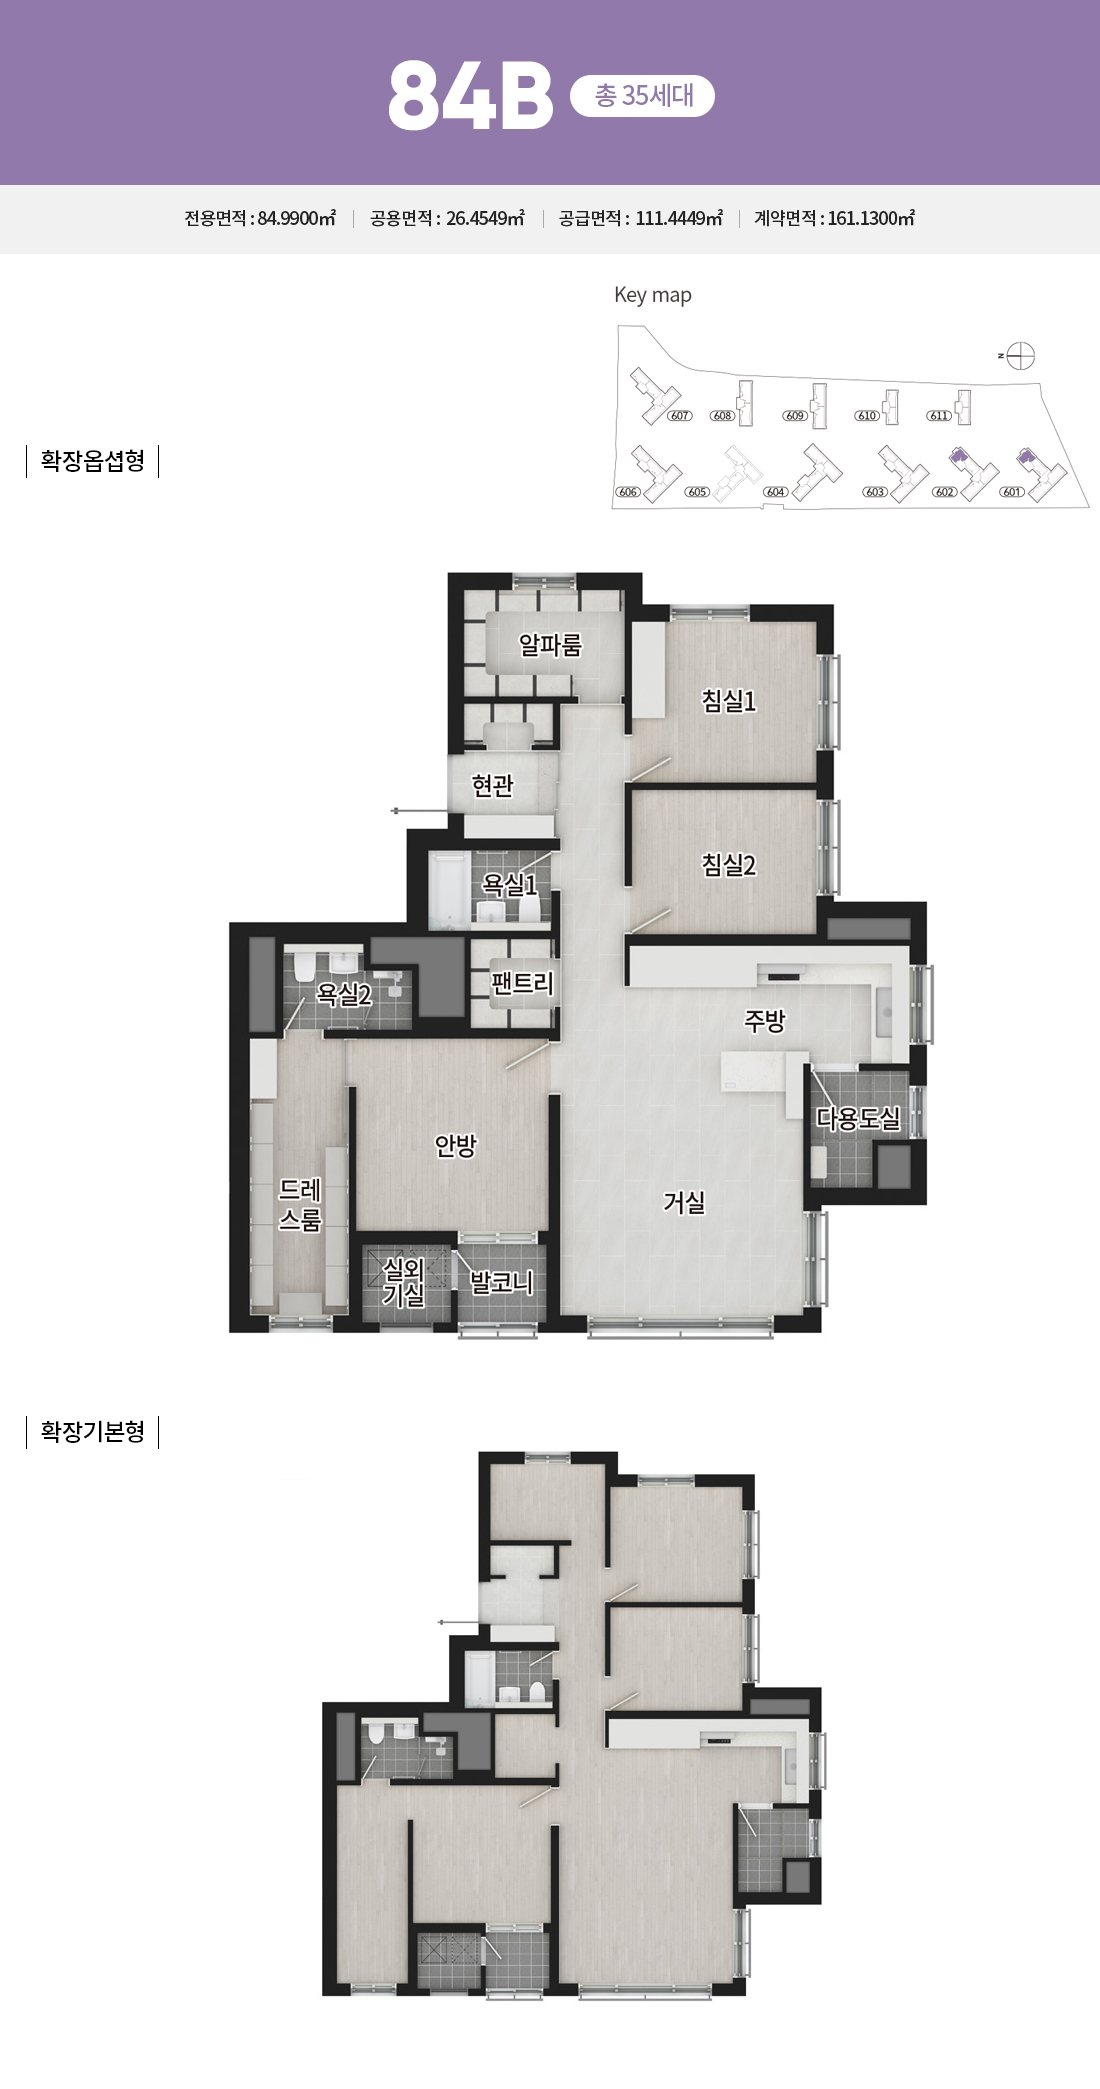 84B 총 35세대
전용면적 : 84.9900㎡ 공용면적 : 26.4549㎡ 공급면적 : 111.4449㎡ 계약면적 : 161.1300㎡
Key map
N
607 608 609 610 611
606 605 604 603 602 601
확장옵션형
알파룸
침실1
현관
침실2
욕실1
팬트리
욕실2
주방
다용도실
안방
드레
스룸
거실
실외
기실
발코니
확장기본형